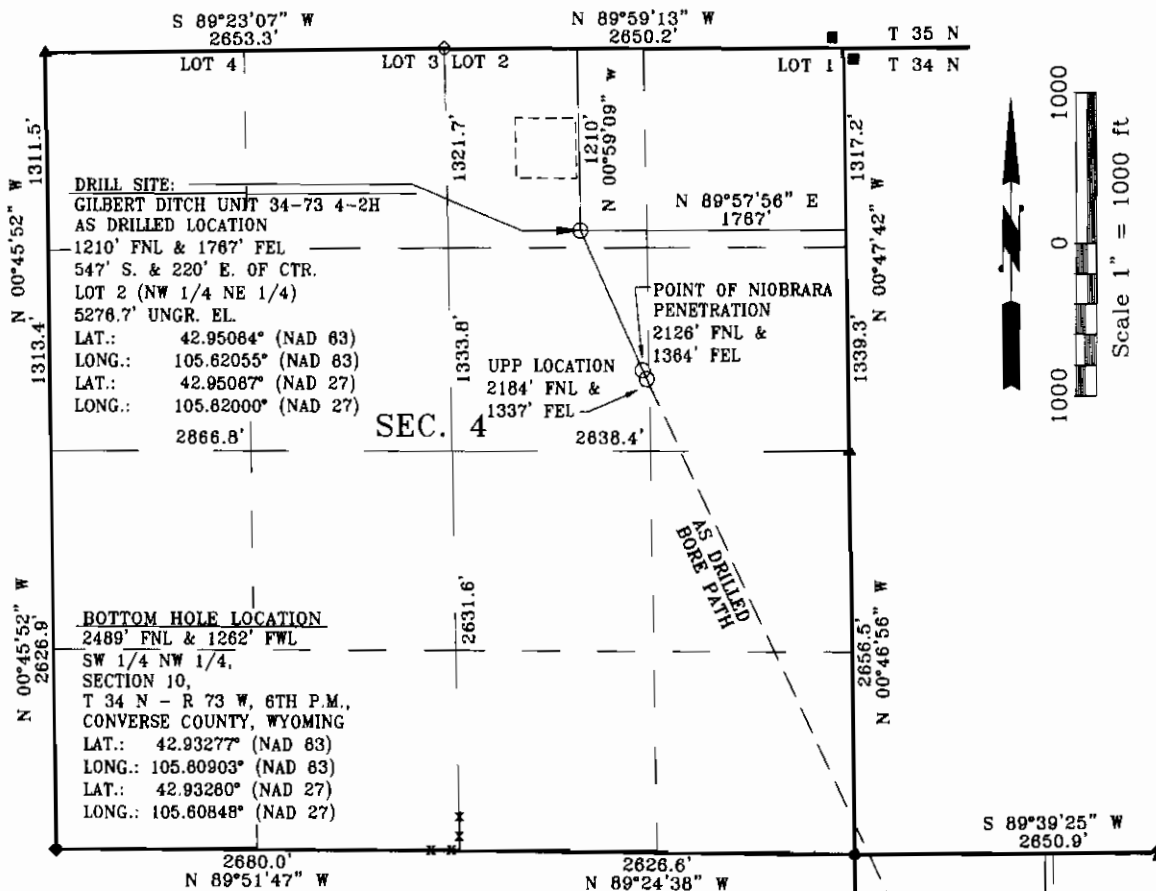 S 89°23'07" W
2653.3'
N 89°59'13" W
2650.2'
T 35 N
LOT 4
LOT 3
LOT 2
LOT 1
T 34 N
1311.5'
1321.7'
1210'
N 00°59'09" W
1317.2'
N 00°45'52" W
N 00°47'42" W
1313.4'
1333.8'
1339.3'
N 89°57'56" E
1767'
DRILL SITE:
GILBERT DITCH UNIT 34-73 4-2H
AS DRILLED LOCATION
1210' FNL & 1767' FEL
547' S. & 220' E. OF CTR.
LOT 2 (NW 1/4 NE 1/4)
5276.7' UNGR. EL.
LAT.: 42.95084° (NAD 83)
LONG.: 105.62055° (NAD 83)
LAT.: 42.95087° (NAD 27)
LONG.: 105.62000° (NAD 27)
POINT OF NIOBRARA
PENETRATION
2126' FNL &
1364' FEL
UPP LOCATION
2184' FNL &
1337' FEL
SEC. 4
2866.8'
2838.4'
AS DRILLED
BORE PATH
N 00°45'52" W
2626.9'
2631.6'
2656.5'
N 00°46'56" W
BOTTOM HOLE LOCATION
2489' FNL & 1262' FWL
SW 1/4 NW 1/4,
SECTION 10,
T 34 N - R 73 W, 6TH P.M.,
CONVERSE COUNTY, WYOMING
LAT.: 42.93277° (NAD 83)
LONG.: 105.60903° (NAD 83)
LAT.: 42.93280° (NAD 27)
LONG.: 105.60848° (NAD 27)
2680.0'
N 89°51'47" W
2626.6'
N 89°24'38" W
S 89°39'25" W
2650.9'
1000
0
1000
Scale 1" = 1000 ft
N